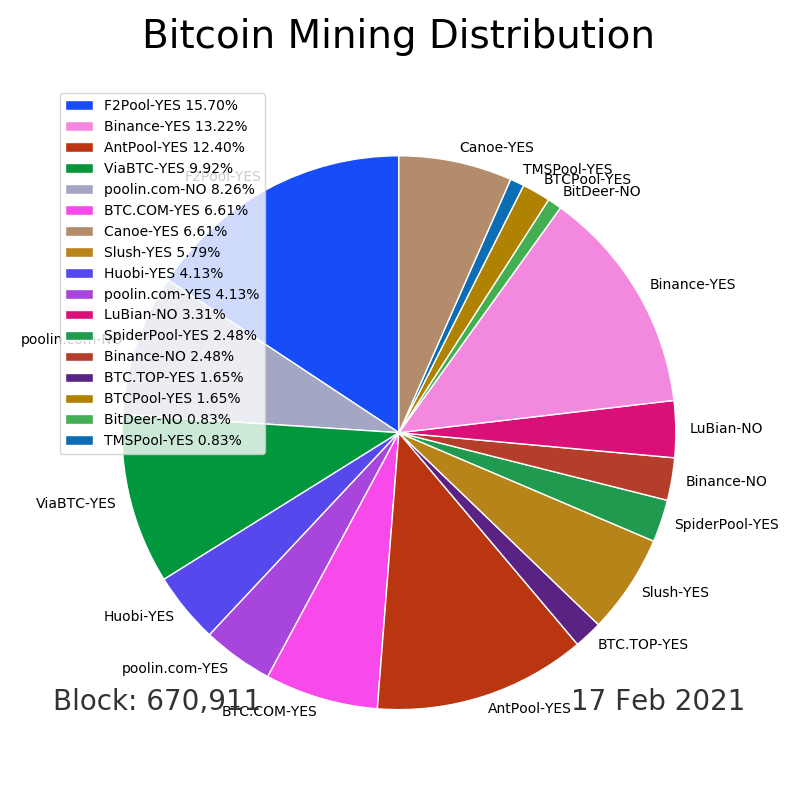 Bitcoin Mining Distribution
F2Pool-YES 15.70%
Binance-YES 13.22%
AntPool-YES 12.40%
ViaBTC-YES 9.92%
poolin.com-NO 8.26%
BTC.COM-YES 6.61%
Canoe-YES 6.61%
Slush-YES 5.79%
Huobi-YES 4.13%
poolin.com-YES 4.13%
LuBian-NO 3.31%
SpiderPool-YES 2.48%
Binance-NO 2.48%
BTC.TOP-YES 1.65%
BTCPool-YES 1.65%
BitDeer-NO 0.83%
TMSPool-YES 0.83%
Canoe-YES
TMSPool-YES
BTCPool-YES
BitDeer-NO
Binance-YES
LuBian-NO
Binance-NO
SpiderPool-YES
Slush-YES
BTC.TOP-YES
AntPool-YES
BTC.COM-YES
poolin.com-YES
Huobi-YES
ViaBTC-YES
poolin.com-NO
F2Pool-YES
Block: 670,911
17 Feb 2021